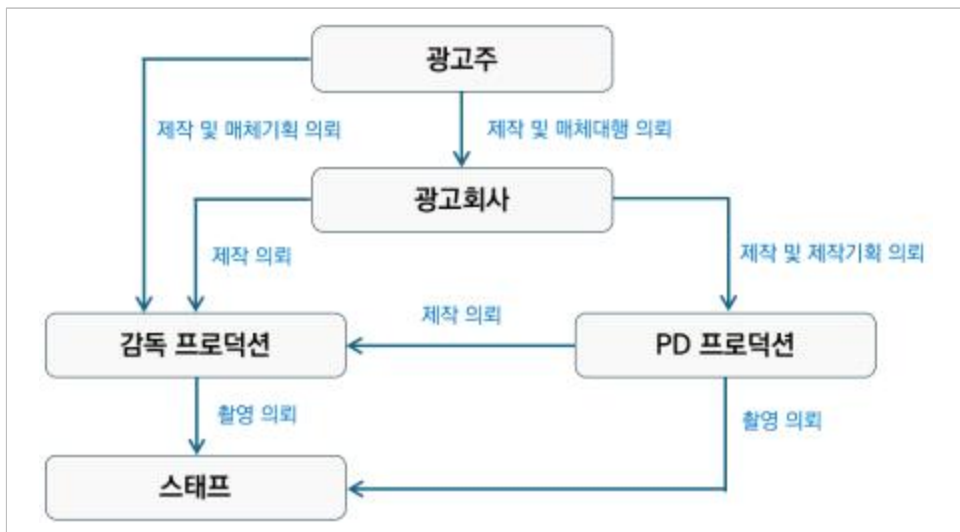 광고주
제작 및 매체기획 의뢰
제작 및 매체대행 의뢰
광고회사
제작 의뢰
제작 및 제작기획 의뢰
제작 의뢰
감독 프로덕션
PD 프로덕션
촬영 의뢰
촬영 의뢰
스태프